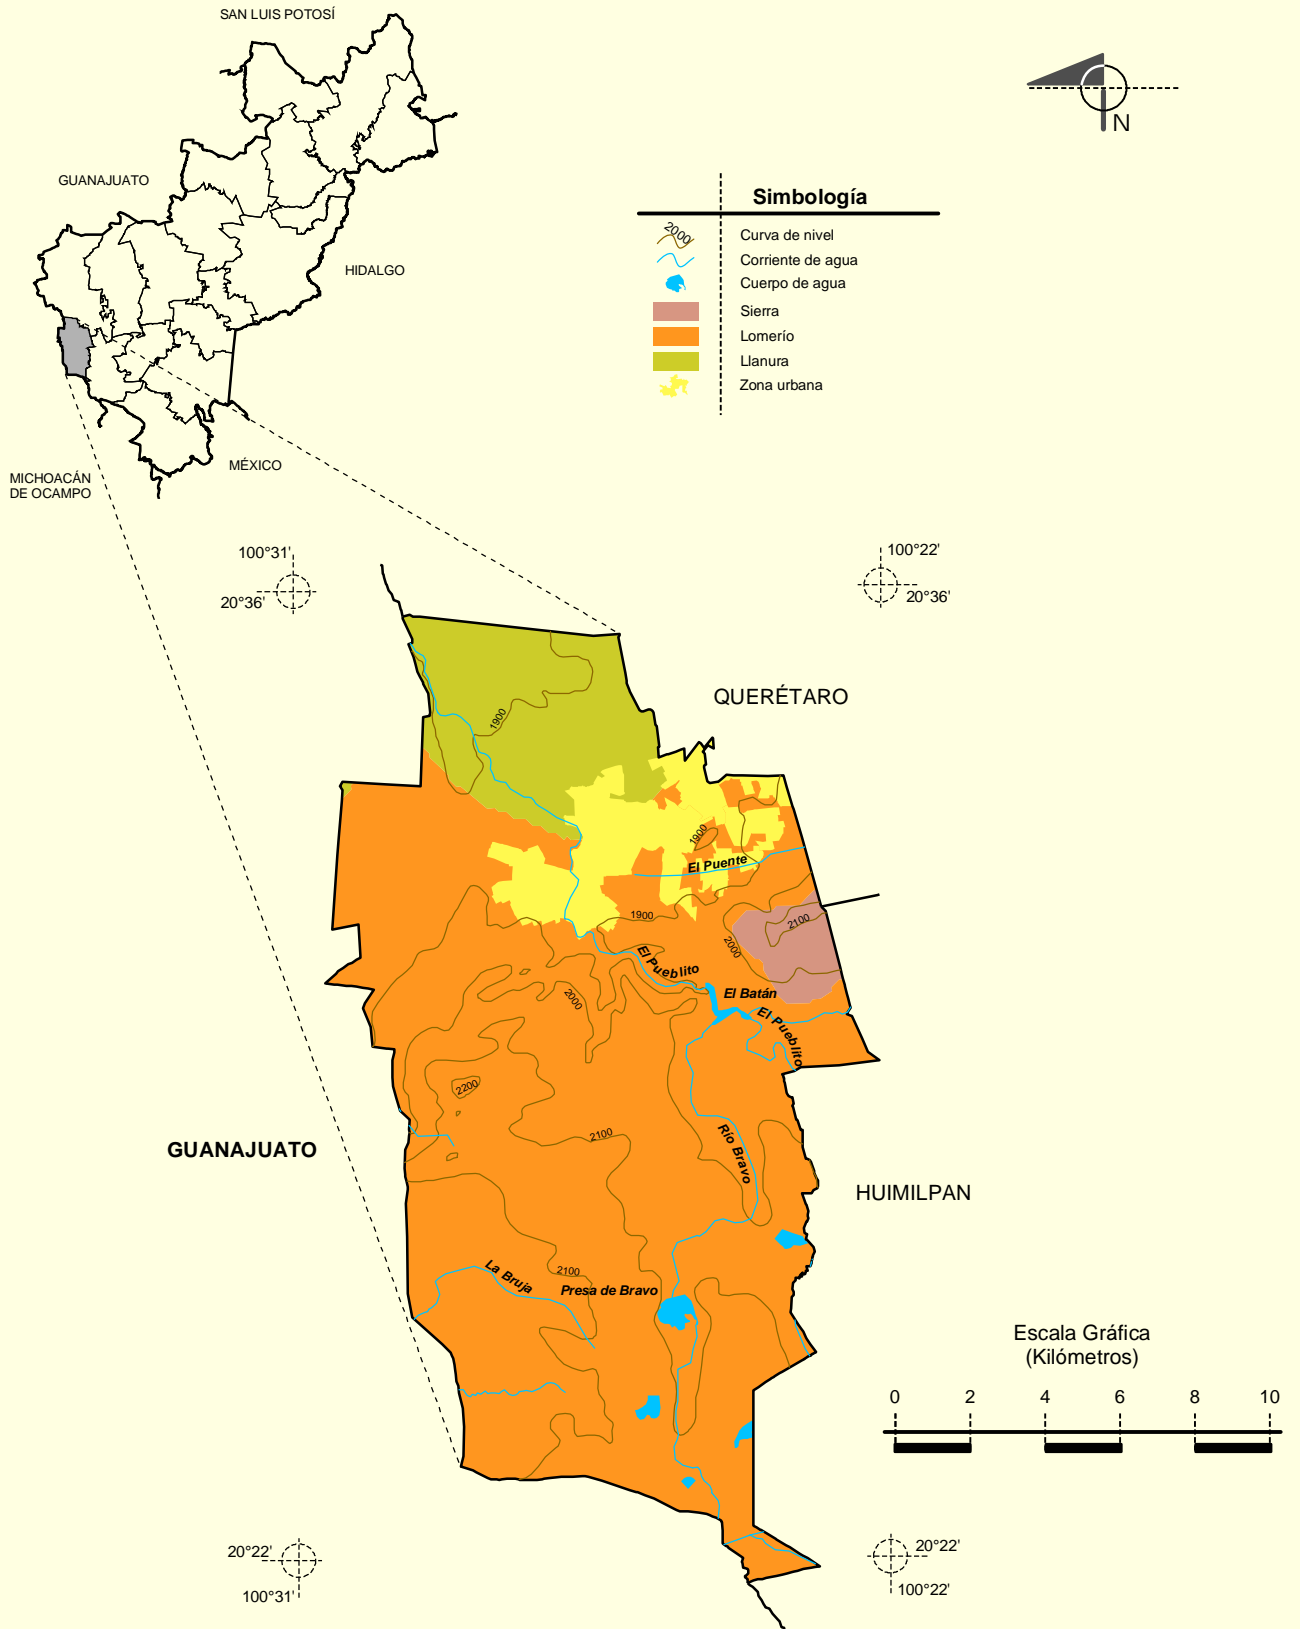 SAN LUIS POTOSÍ
GUANAJUATO
HIDALGO
MÉXICO
MICHOACÁN
DE OCAMPO
N
Simbología
2000
Curva de nivel
Corriente de agua
Cuerpo de agua
Sierra
Lomerío
Llanura
Zona urbana
100°31'
20°36'
100°22'
20°36'
QUERÉTARO
1900
1900
El Puente
1900
2100
2000
El Pueblito
El Batán
2000
El Pueblito
2200
2100
Río Bravo
GUANAJUATO
HUIMILPAN
La Bruja
2100
Presa de Bravo
Escala Gráfica
(Kilómetros)
0 2 4 6 8 10
20°22'
100°31'
20°22'
100°22'